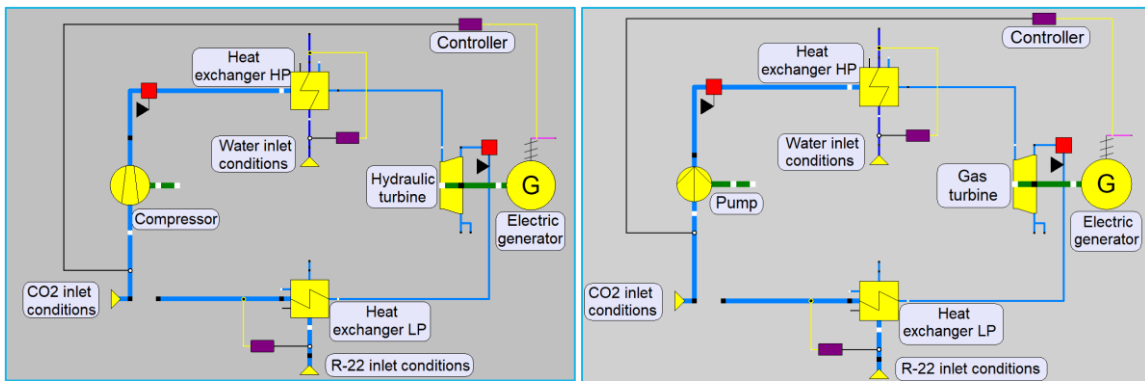 Controller
Heat
exchanger HP
Water inlet
conditions
Hydraulic
turbine
G
Electric
generator
Compressor
CO2 inlet
conditions
Heat
exchanger LP
R-22 inlet conditions
Controller
Heat
exchanger HP
Water inlet
conditions
Gas
turbine
G
Electric
generator
Pump
CO2 inlet
conditions
Heat
exchanger LP
R-22 inlet conditions